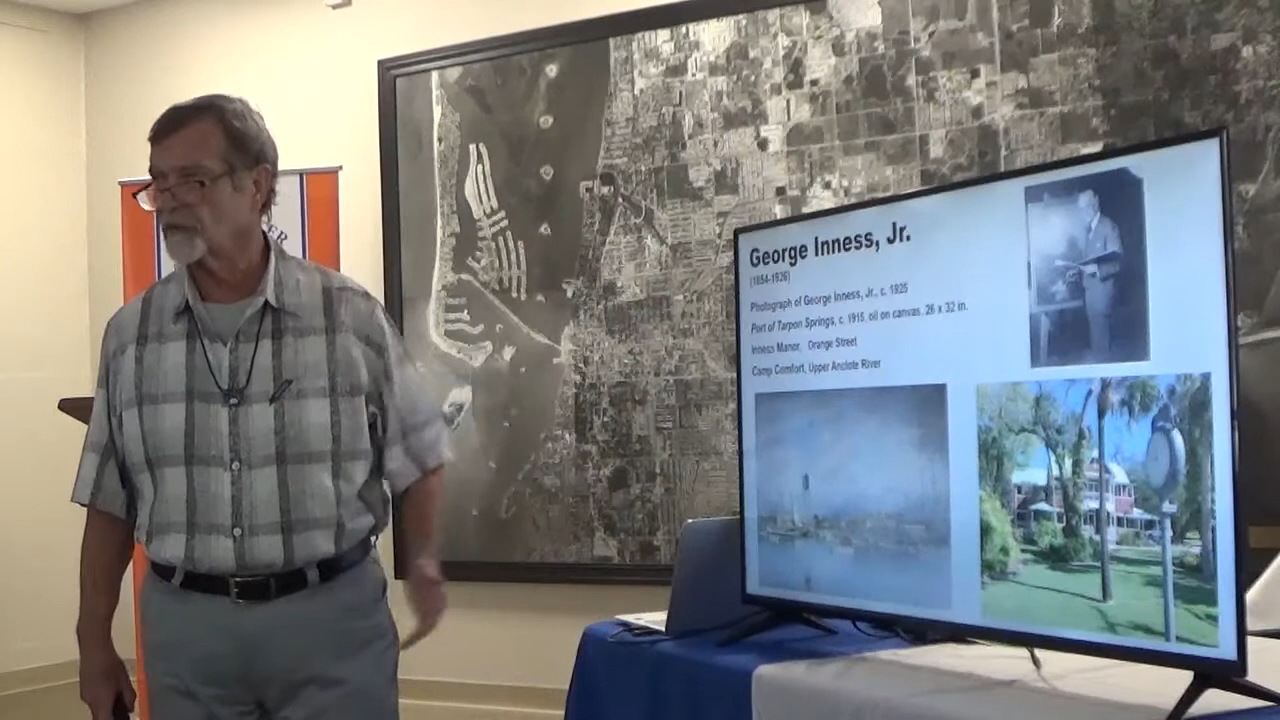 George Inness, Jr.
(1854-1926)
Photograph of George Inness, Jr., c. 1925
Port of Tarpon Springs, c. 1915, oil on canvas, 26 x 32 in.
Inness Manor, Orange Street
Camp Comfort, Upper Anclote River